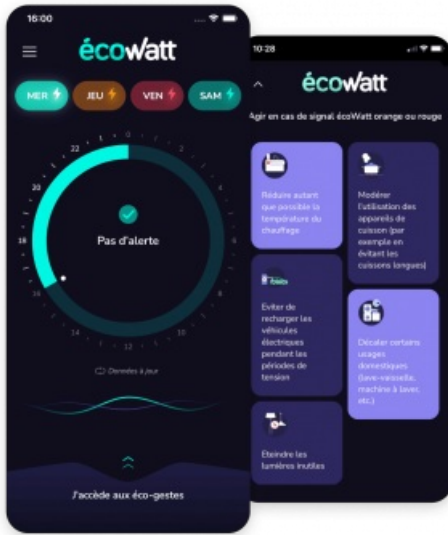 16:00
écowatt
MER
JEU
VEN
SAM
0
22
20
18
16
14
12
10
8
6
4
2
Pas d'alerte
Données à jour
J'accède aux éco-gestes
10:28
écowatt
Agir en cas de signal écoWatt orange ou rouge
Réduire autant
que possible la
température du
chauffage
Modérer
l'utilisation des
appareils de
cuisson (par
exemple en
évitant les
cuissons longues)
Eviter de
recharger les
véhicules
électriques
pendant les
périodes de
tension
Décaler certains
usages
domestiques
(lave-vaisselle,
machine à laver,
etc.)
Eteindre les
lumières inutiles